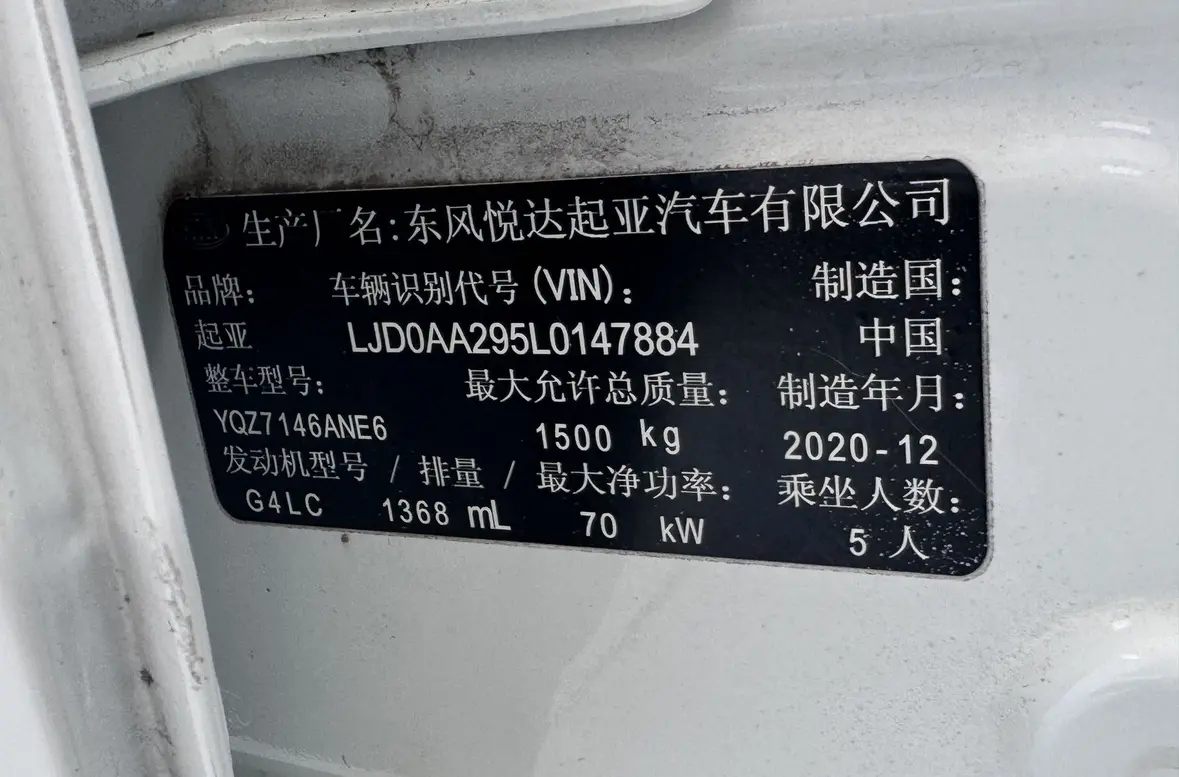 生产厂名:东风悦达起亚汽车有限公司
品牌: 车辆识别代号(VIN): 制造国:
起亚 LJD0AA295L0147884 中国
整车型号: 最大允许总质量: 制造年月:
YQZ7146ANE6 1500 kg 2020-12
发动机型号 / 排量 / 最大净功率: 乘坐人数:
G4LC 1368 mL 70 kW 5 人